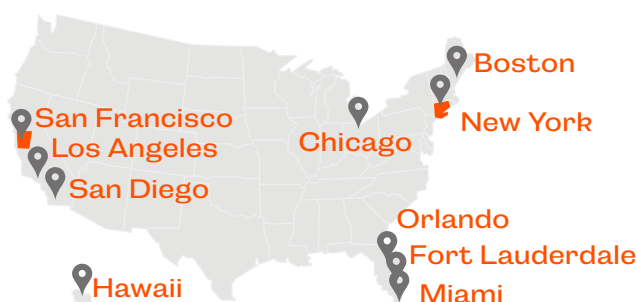 Boston
San Francisco
New York
Chicago
Los Angeles
San Diego
Orlando
Fort Lauderdale
Hawaii
Miami